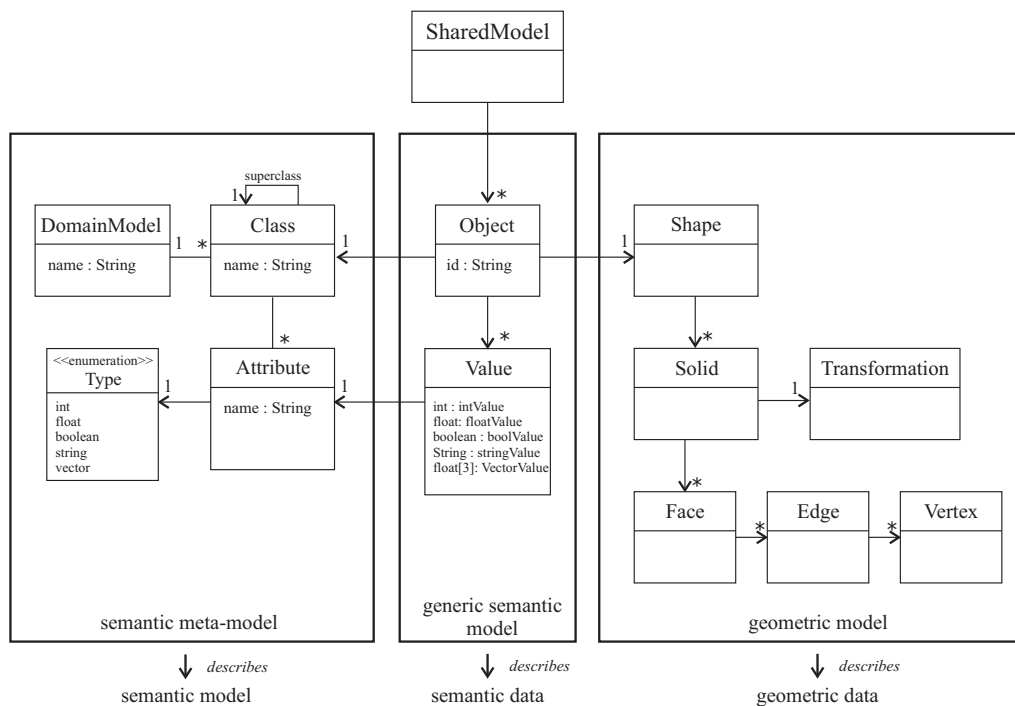 SharedModel
*
superclass
1
DomainModel
name : String
1
*
Class
name : String
1
Object
id : String
1
Shape
*
*
*
<<enumeration>>
Type
int
float
boolean
string
vector
1
Attribute
name : String
1
Value
int : intValue
float: floatValue
boolean : boolValue
String : stringValue
float[3]: VectorValue
Solid
1
Transformation
*
Face
*
Edge
*
Vertex
semantic meta-model
generic semantic
model
geometric model
describes
describes
describes
semantic model
semantic data
geometric data